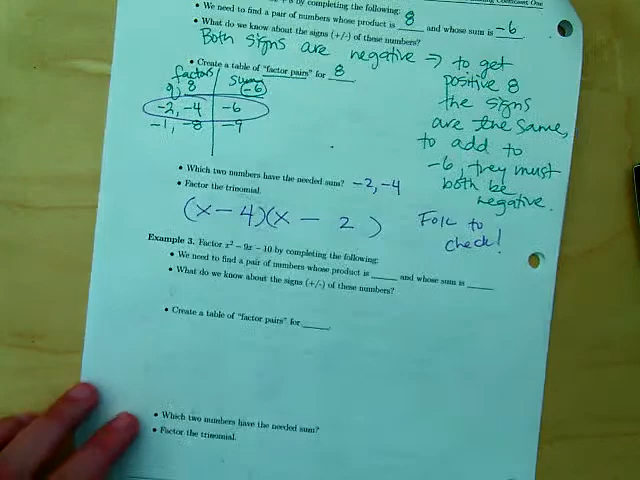 Coefficient One
by completing the following:
• We need to find a pair of numbers whose product is 8 and whose sum is -6.
• What do we know about the signs (+/-) of these numbers?
Both signs are negative → to get
positive 8
the signs
are the same,
to add to
-6, they must
both be
negative.
• Create a table of "factor pairs" for 8
factors sum
8 (-6)
-2, -4 -6
-1, -8 -9
• Which two numbers have the needed sum? -2, -4
• Factor the trinomial.
(x - 4)(x - 2)
FOIL to
check!
Example 3. Factor x² - 9x - 10 by completing the following:
• We need to find a pair of numbers whose product is ____ and whose sum is ____
• What do we know about the signs (+/-) of these numbers?
• Create a table of "factor pairs" for ____.
• Which two numbers have the needed sum?
• Factor the trinomial.